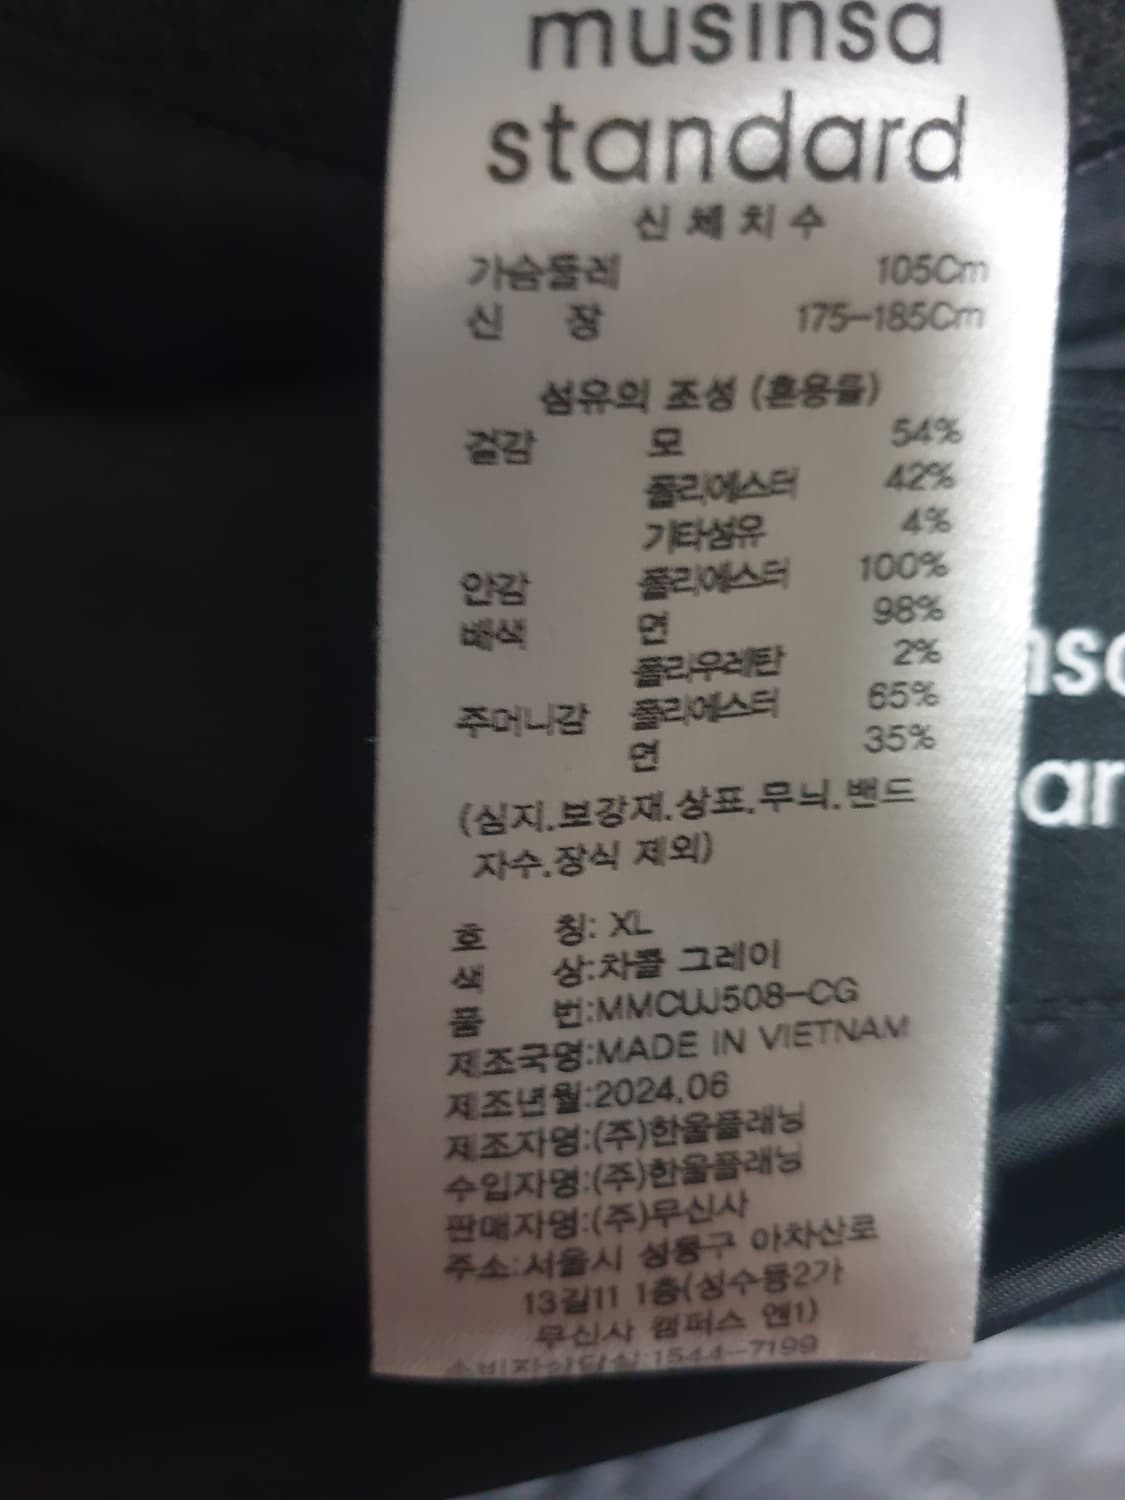 musinsa
standard
신 체 치 수
가슴둘레 105Cm
신 장 175-185Cm
섬유의 조성 (혼용율)
겉감 모 54%
폴리에스터 42%
기타섬유 4%
안감 폴리에스터 100%
배색 면 98%
폴리우레탄 2%
주머니감 폴리에스터 65%
면 35%
(심지.보강재.상표.무늬.밴드
자수.장식 제외)
호 칭: XL
색 상:차콜 그레이
품 번:MMCUJ508-CG
제조국명:MADE IN VIETNAM
제조년월:2024.06
제조자명:(주)한울플래닝
수입자명:(주)한울플래닝
판매자명:(주)무신사
주소:서울시 성동구 아차산로
13길11 1층(성수동2가
무신사 캠퍼스 엔1)
소비자상담실:1544-7199